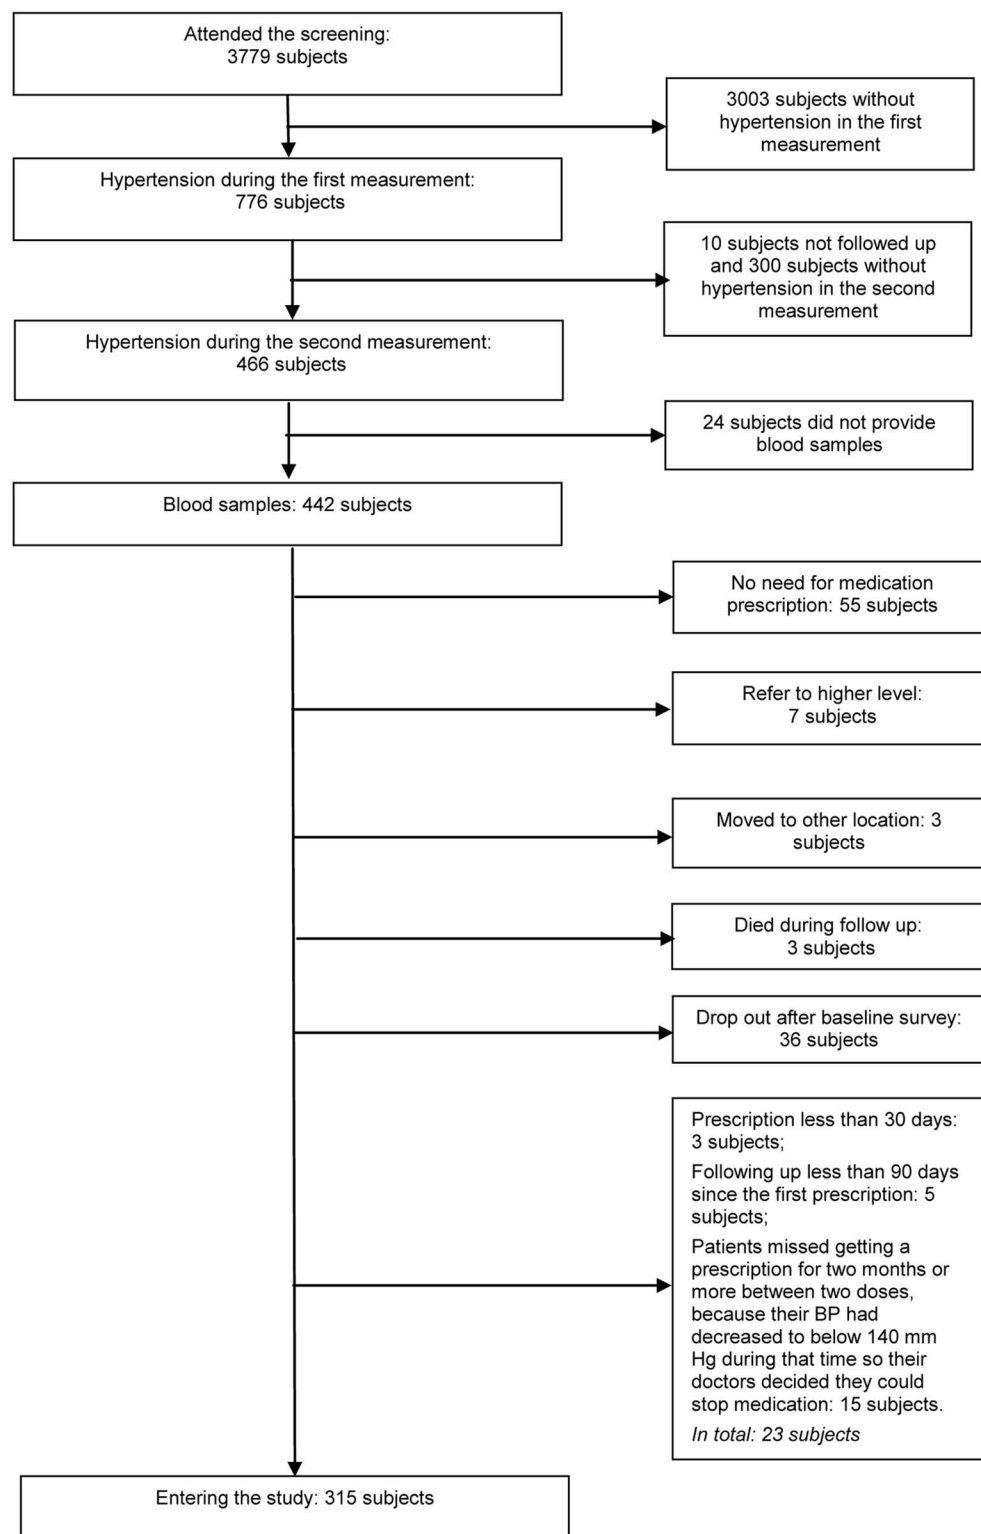 Attended the screening:
3779 subjects
3003 subjects without
hypertension in the first
measurement
Hypertension during the first measurement:
776 subjects
10 subjects not followed up
and 300 subjects without
hypertension in the second
measurement
Hypertension during the second measurement:
466 subjects
24 subjects did not provide
blood samples
Blood samples: 442 subjects
No need for medication
prescription: 55 subjects
Refer to higher level:
7 subjects
Moved to other location: 3
subjects
Died during follow up:
3 subjects
Drop out after baseline survey:
36 subjects
Prescription less than 30 days:
3 subjects;
Following up less than 90 days
since the first prescription: 5
subjects;
Patients missed getting a
prescription for two months or
more between two doses,
because their BP had
decreased to below 140 mm
Hg during that time so their
doctors decided they could
stop medication: 15 subjects.
In total: 23 subjects
Entering the study: 315 subjects